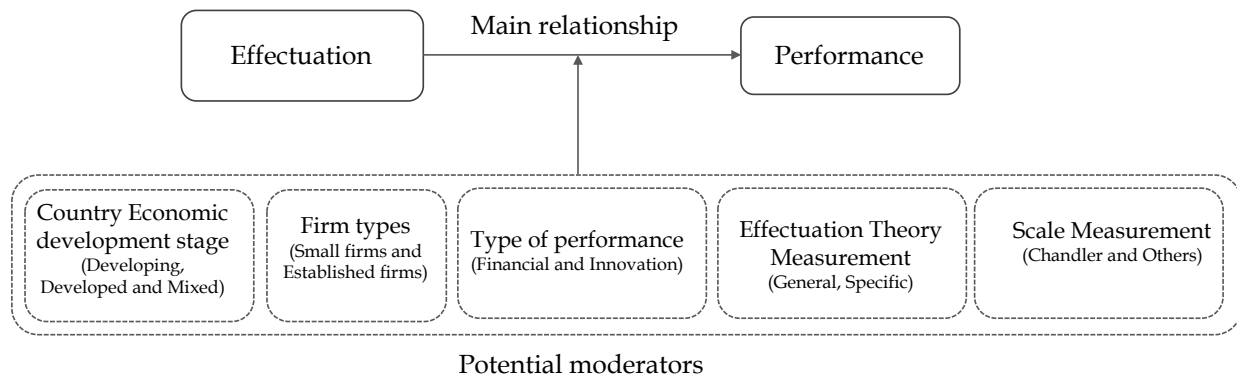 Main relationship
Effectuation
Performance
Country Economic
development stage
(Developing,
Developed and Mixed)
Firm types
(Small firms and
Established firms)
Type of performance
(Financial and Innovation)
Effectuation Theory
Measurement
(General, Specific)
Scale Measurement
(Chandler and Others)
Potential moderators